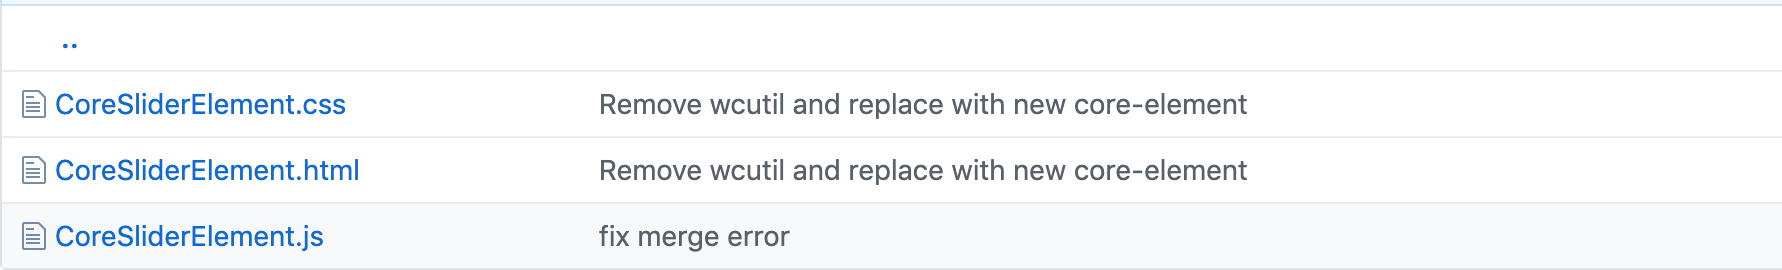 ..
CoreSliderElement.css Remove wcutil and replace with new core-element
CoreSliderElement.html Remove wcutil and replace with new core-element
CoreSliderElement.js fix merge error